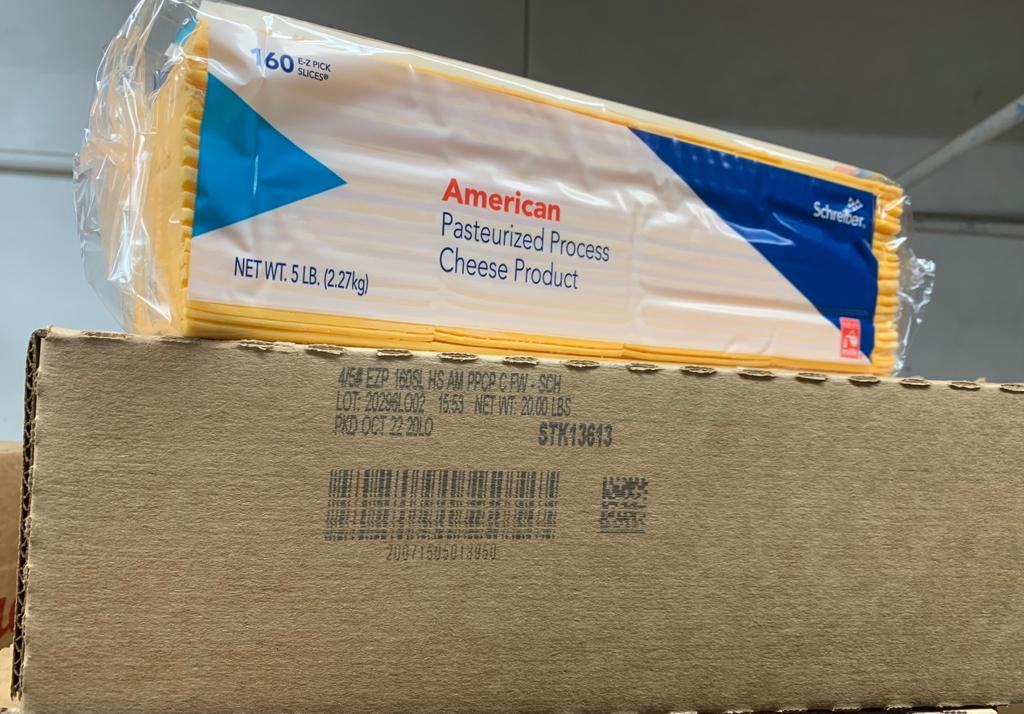 160 E-Z PICK
SLICES®
American
Pasteurized Process
Cheese Product
NET WT. 5 LB. (2.27kg)
Schreiber.
4/5# EZP 160SL HS AM PPCP C FW - SCH
LOT: 20296LO02 15:53 NET WT: 20.00 LBS
PKD OCT 22 20LO
STK13613
20071505013960